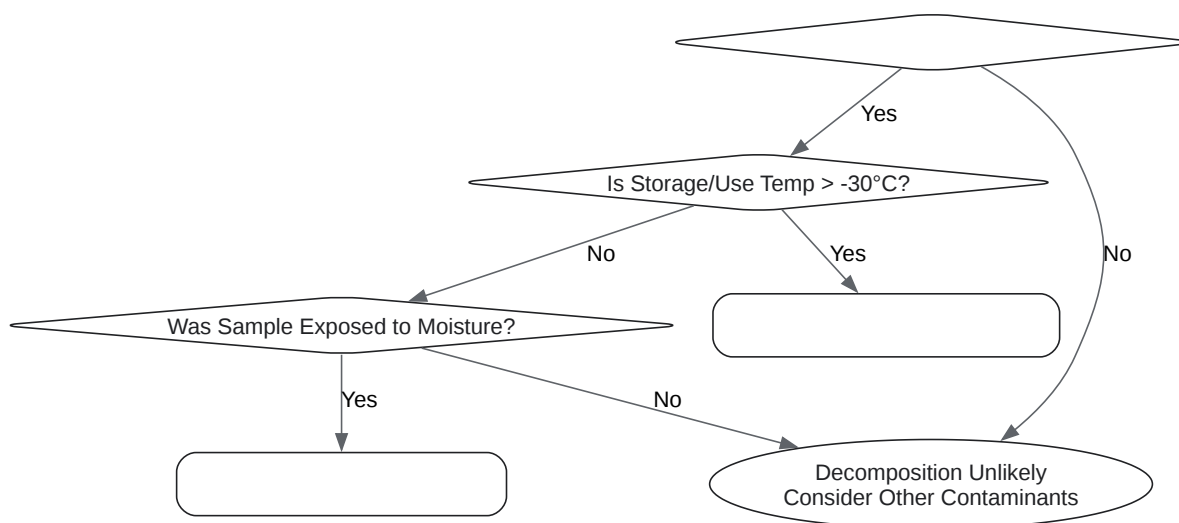 Yes
Is Storage/Use Temp > -30°C?
No
Yes
No
Was Sample Exposed to Moisture?
Yes
No
Decomposition Unlikely
Consider Other Contaminants